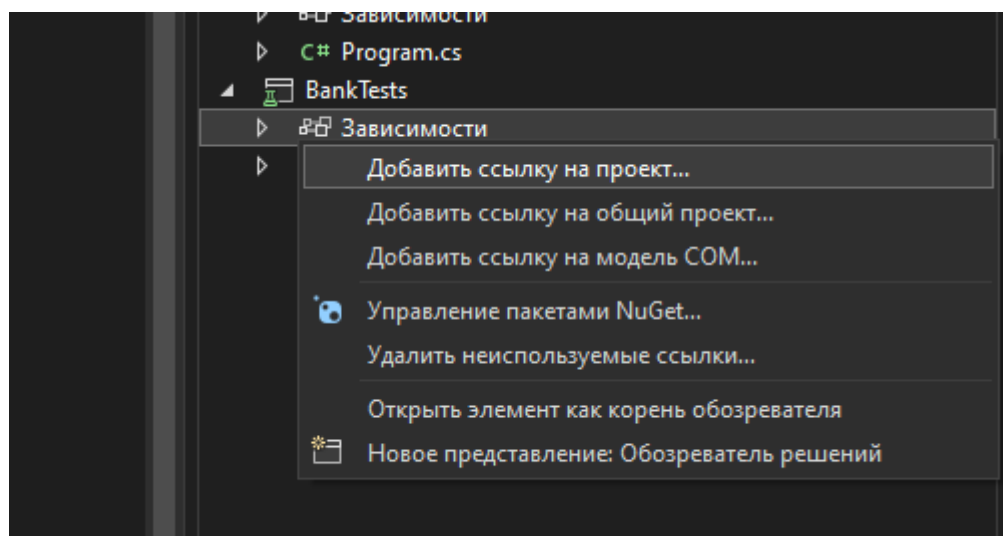 Зависимости
C# Program.cs
BankTests
Зависимости
Добавить ссылку на проект...
Добавить ссылку на общий проект...
Добавить ссылку на модель COM...
Управление пакетами NuGet...
Удалить неиспользуемые ссылки...
Открыть элемент как корень обозревателя
Новое представление: Обозреватель решений